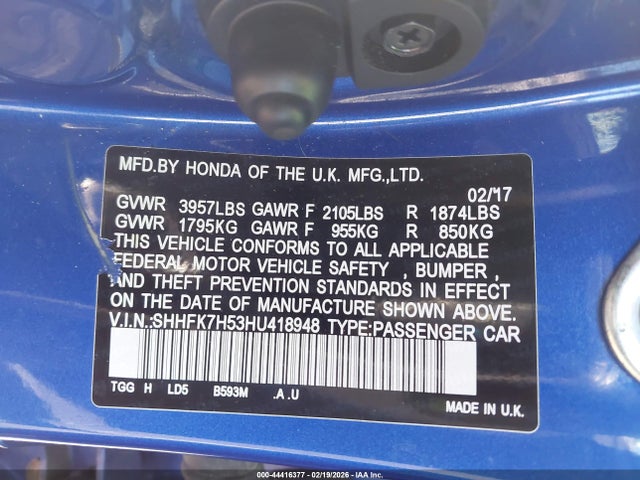 MFD.BY HONDA OF THE U.K. MFG.,LTD.
02/'17
GVWR 3957LBS GAWR F 2105LBS R 1874LBS
GVWR 1795KG GAWR F 955KG R 850KG
THIS VEHICLE CONFORMS TO ALL APPLICABLE
FEDERAL MOTOR VEHICLE SAFETY , BUMPER ,
AND THEFT PREVENTION STANDARDS IN EFFECT
ON THE DATE OF MANUFACTURE SHOWN ABOVE.
V.I.N.:SHHFK7H53HU418948 TYPE:PASSENGER CAR
TGG H LD5 B593M .A.U
MADE IN U.K.
000-44416377 - 02/19/2026 - IAA Inc.